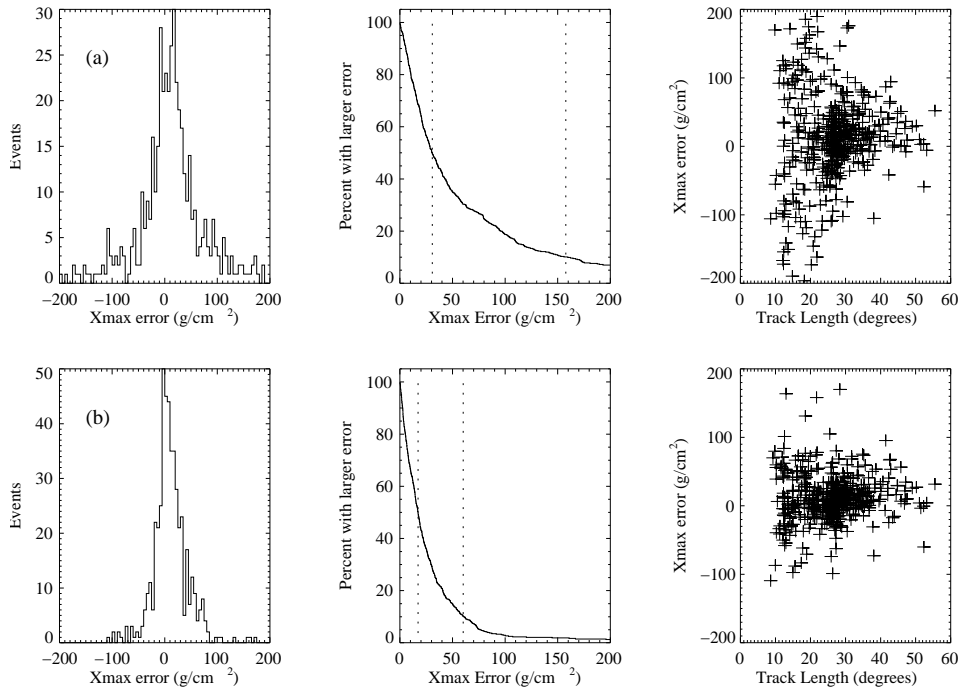 30
25
20
15
10
5
0
Events
(a)
−200 −100 0 100 200
Xmax error (g/cm 2)
100
80
60
40
20
0
Percent with larger error
0 50 100 150 200
Xmax Error (g/cm 2)
200
100
0
−100
−200
Xmax error (g/cm2)
0 10 20 30 40 50 60
Track Length (degrees)
50
40
30
20
10
0
Events
(b)
−200 −100 0 100 200
Xmax error (g/cm 2)
100
80
60
40
20
0
Percent with larger error
0 50 100 150 200
Xmax Error (g/cm 2)
200
100
0
−100
−200
Xmax error (g/cm2)
0 10 20 30 40 50 60
Track Length (degrees)